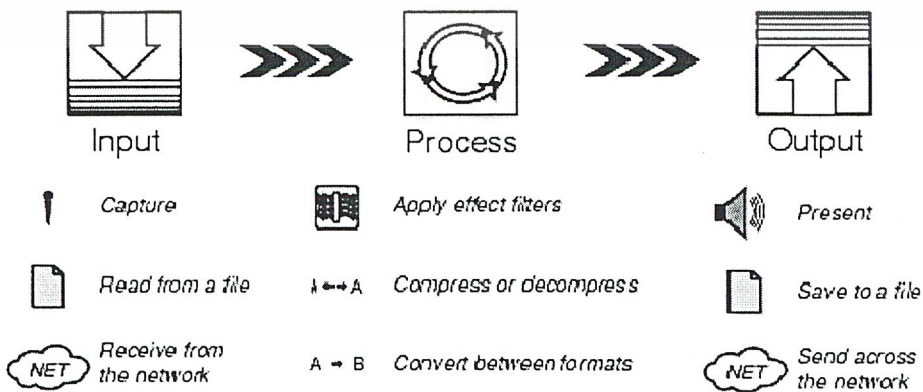 Input
Process
Output
Capture
Apply effect filters
Present
Read from a file
A ↔ A
Compress or decompress
Save to a file
NET
Receive from
the network
A → B
Convert between formats
NET
Send across
the network